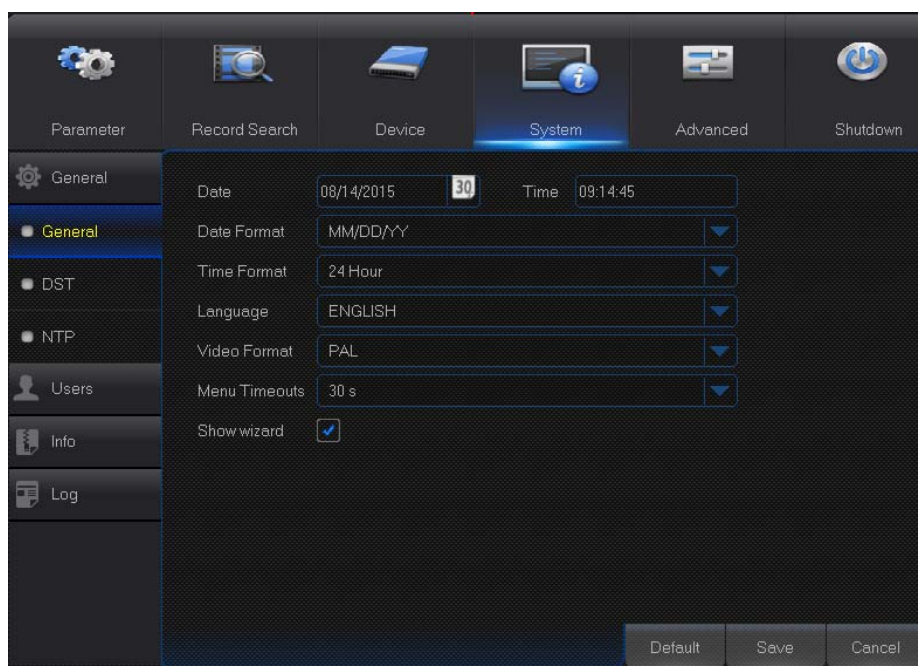 Parameter
Record Search
Device
System
Advanced
Shutdown
General
General
DST
NTP
Users
Info
Log
Date 08/14/2015 30 Time 09:14:45
Date Format MM/DD/YY
Time Format 24 Hour
Language ENGLISH
Video Format PAL
Menu Timeouts 30 s
Show wizard
Default Save Cancel